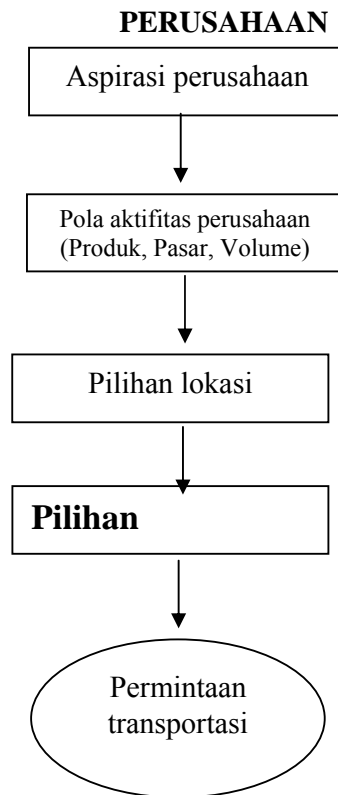 PERUSAHAAN
Aspirasi perusahaan
Pola aktifitas perusahaan
(Produk, Pasar, Volume)
Pilihan lokasi
Pilihan
Permintaan
transportasi